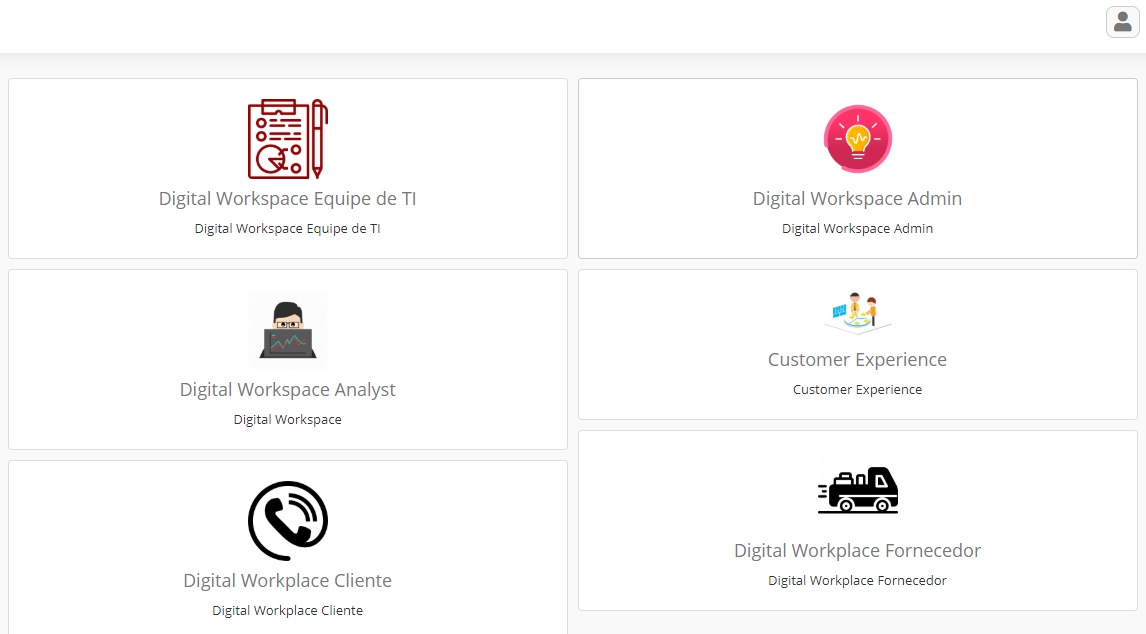 Digital Workspace Equipe de TI
Digital Workspace Equipe de TI
Digital Workspace Admin
Digital Workspace Admin
Digital Workspace Analyst
Digital Workspace
Customer Experience
Customer Experience
Digital Workplace Cliente
Digital Workplace Cliente
Digital Workplace Fornecedor
Digital Workplace Fornecedor